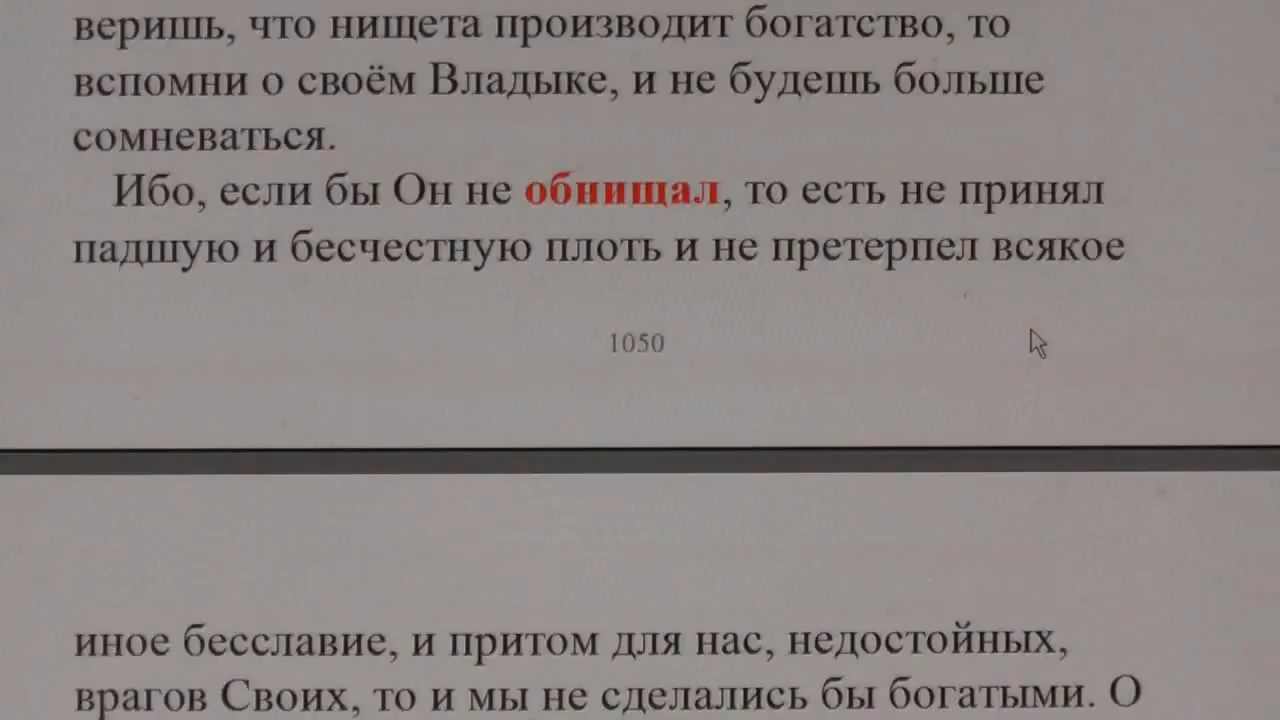 веришь, что нищета производит богатство, то
вспомни о своём Владыке, и не будешь больше
сомневаться.
Ибо, если бы Он не обнищал, то есть не принял
падшую и бесчестную плоть и не претерпел всякое
1050
иное бесславие, и притом для нас, недостойных,
врагов Своих, то и мы не сделались бы богатыми. О